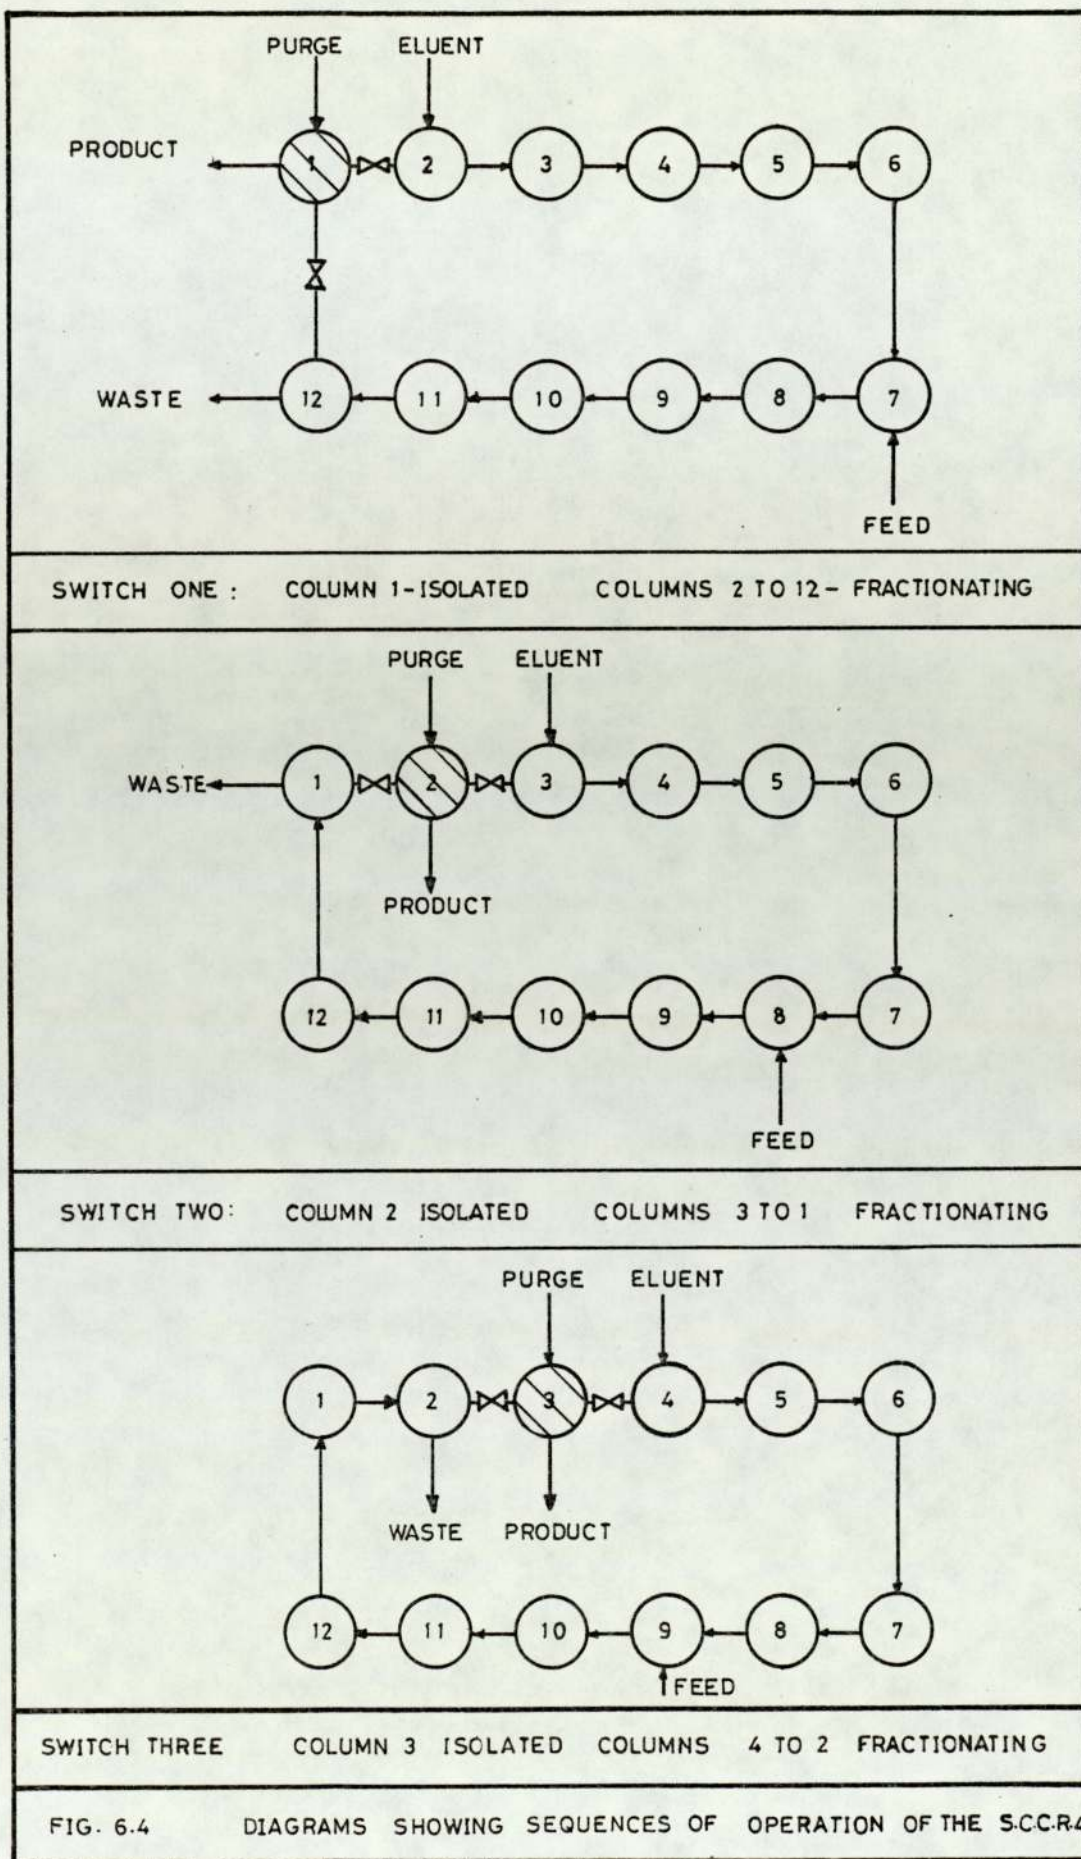 PURGE ELUENT
PRODUCT 1 2 3 4 5 6
WASTE 12 11 10 9 8 7
FEED
SWITCH ONE : COLUMN 1-ISOLATED COLUMNS 2 TO 12- FRACTIONATING
PURGE ELUENT
WASTE 1 2 3 4 5 6
PRODUCT
12 11 10 9 8 7
FEED
SWITCH TWO: COLUMN 2 ISOLATED COLUMNS 3 TO 1 FRACTIONATING
PURGE ELUENT
1 2 3 4 5 6
WASTE PRODUCT
12 11 10 9 8 7
FEED
SWITCH THREE COLUMN 3 ISOLATED COLUMNS 4 TO 2 FRACTIONATING
FIG. 6.4 DIAGRAMS SHOWING SEQUENCES OF OPERATION OF THE S.C.C.R.4